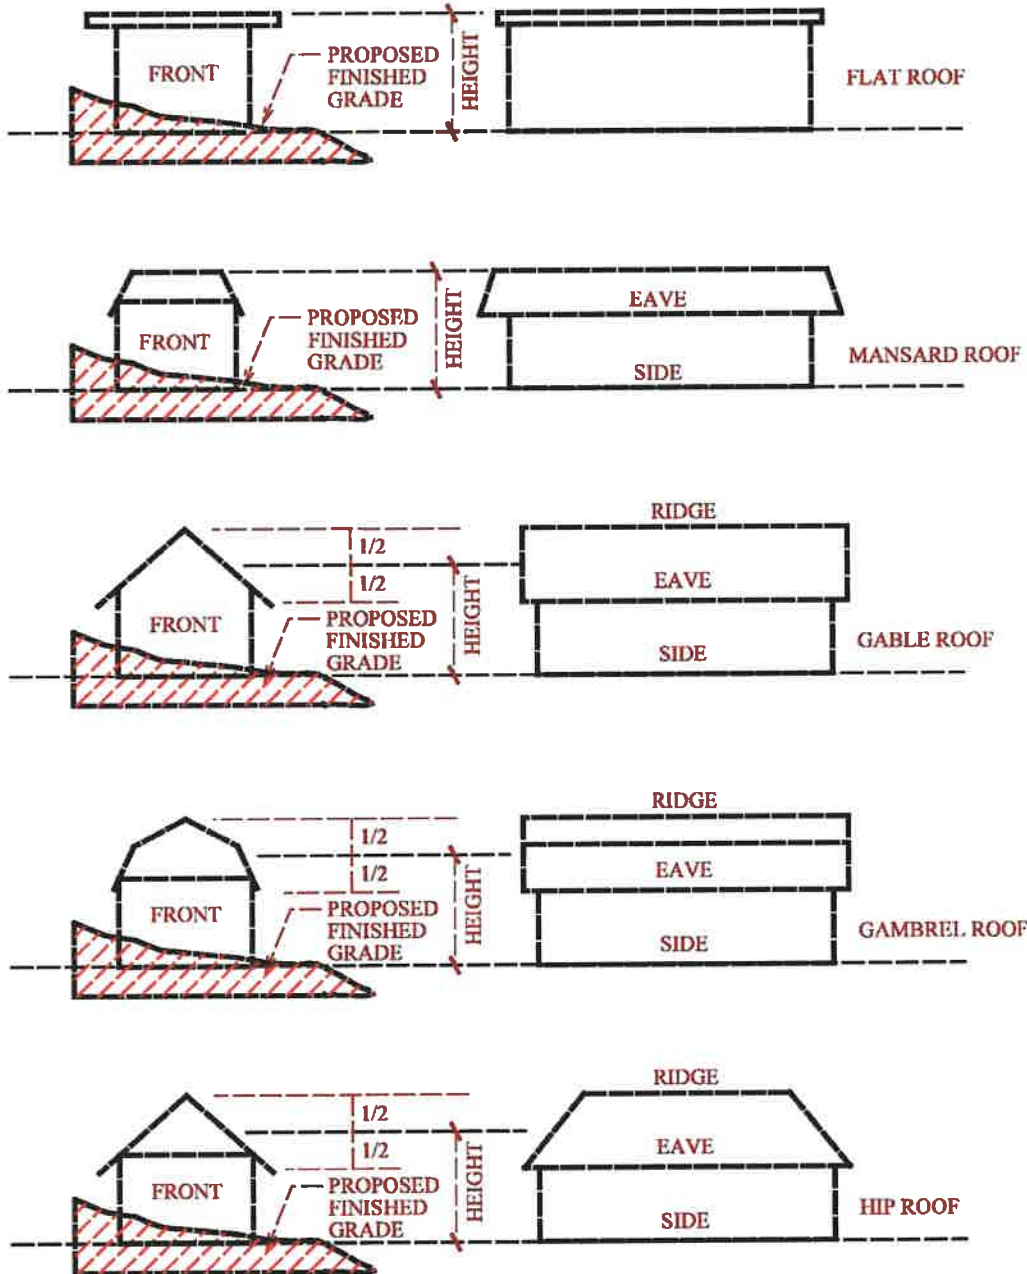 FRONT
PROPOSED
FINISHED
GRADE
HEIGHT
FLAT ROOF
FRONT
PROPOSED
FINISHED
GRADE
HEIGHT
EAVE
SIDE
MANSARD ROOF
1/2
1/2
FRONT
PROPOSED
FINISHED
GRADE
HEIGHT
RIDGE
EAVE
SIDE
GABLE ROOF
1/2
1/2
FRONT
PROPOSED
FINISHED
GRADE
HEIGHT
RIDGE
EAVE
SIDE
GAMBREL ROOF
1/2
1/2
FRONT
PROPOSED
FINISHED
GRADE
HEIGHT
RIDGE
EAVE
SIDE
HIP ROOF